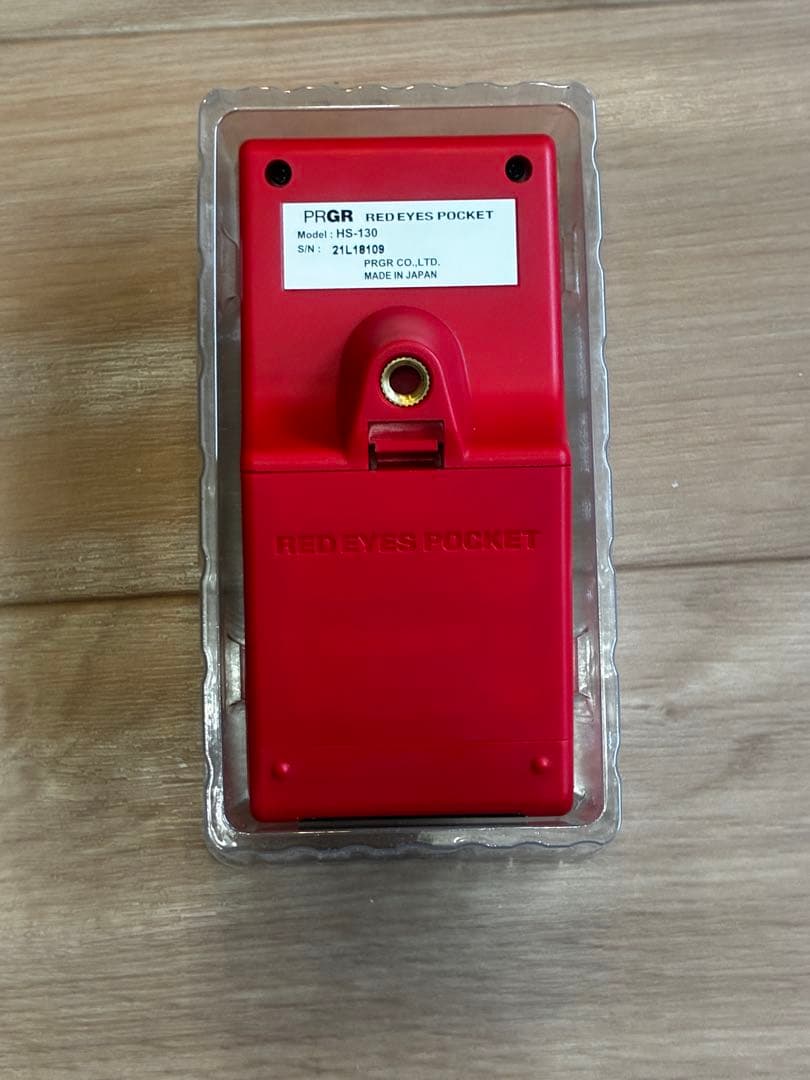 PRGR RED EYES POCKET
Model : HS-130
S/N : 21L18109
PRGR CO.,LTD.
MADE IN JAPAN
RED EYES POCKET